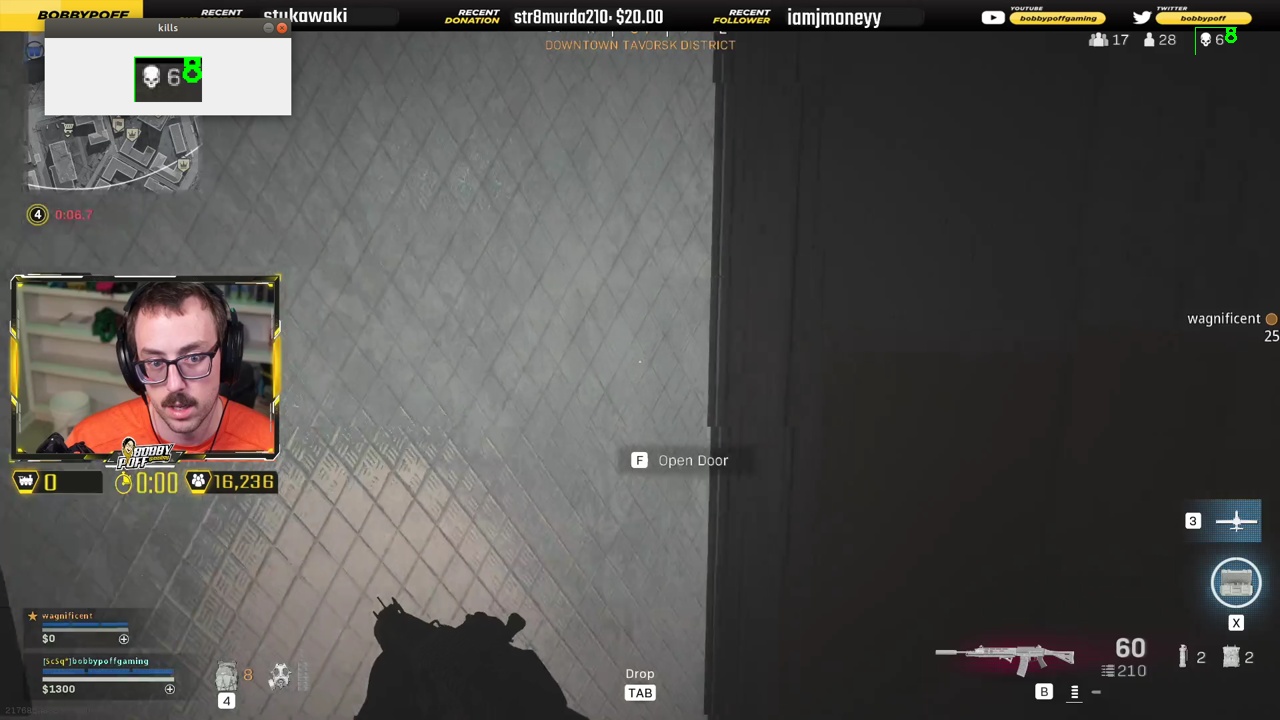 BOBBYPOFF
RECENT
stukawaki
RECENT
DONATION
str8murda210: $20.00
RECENT
FOLLOWER
iamjmoneyy
YOUTUBE
bobbypoffgaming
TWITTER
bobbypoff
kills
6 8
DOWNTOWN TAVORSK DISTRICT
17
28
6 8
4
0:06.7
wagnificent
25
BOBBY
POFF
0
0:00
16,236
F Open Door
3
X
wagnificent
$0
[ScSq*]bobbypoffgaming
$1300
8
4
Drop
TAB
60
210
2
2
B